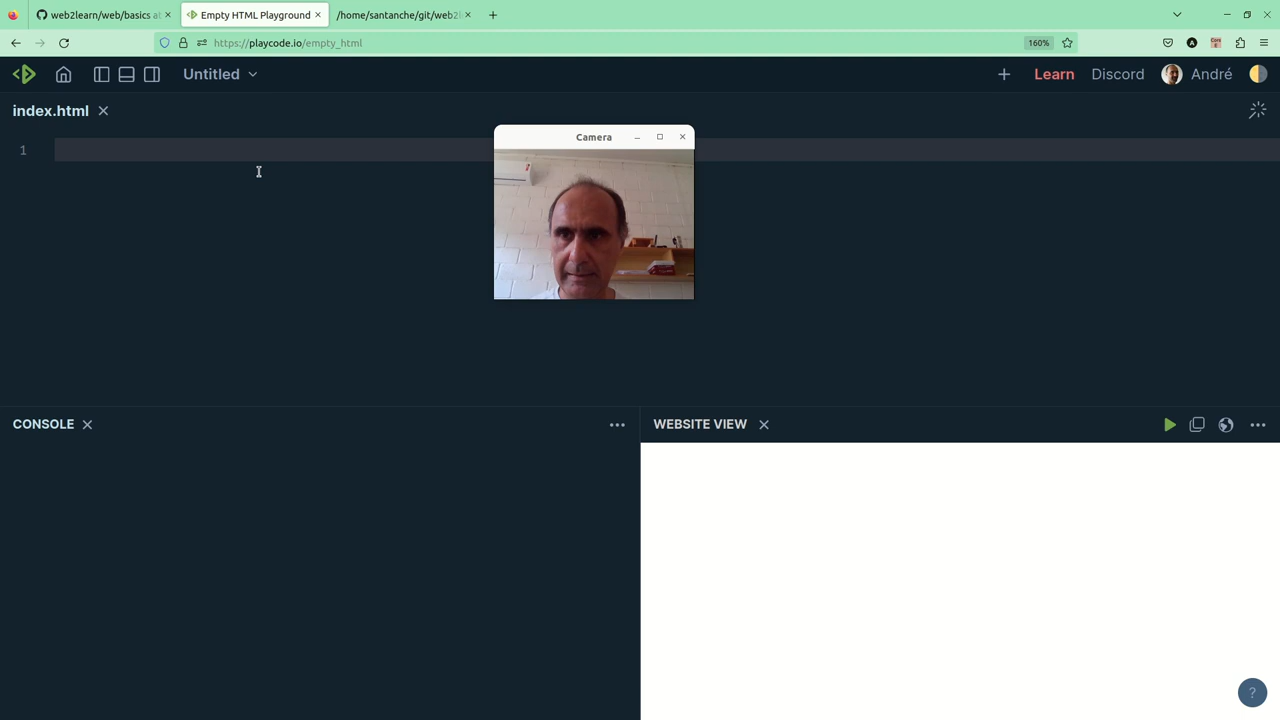 web2learn/web/basics at
Empty HTML Playground
/home/santanche/git/web2l
https://playcode.io/empty_html
160%
Untitled
Learn
Discord
André
index.html
1
Camera
CONSOLE
WEBSITE VIEW
?